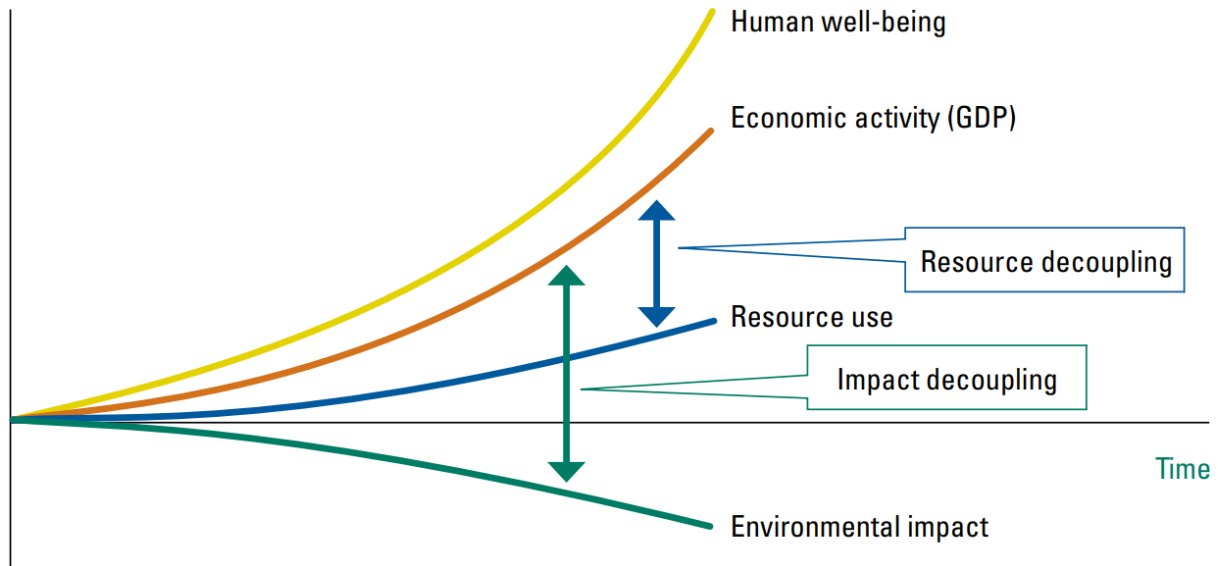 Human well-being
Economic activity (GDP)
Resource decoupling
Resource use
Impact decoupling
Time
Environmental impact